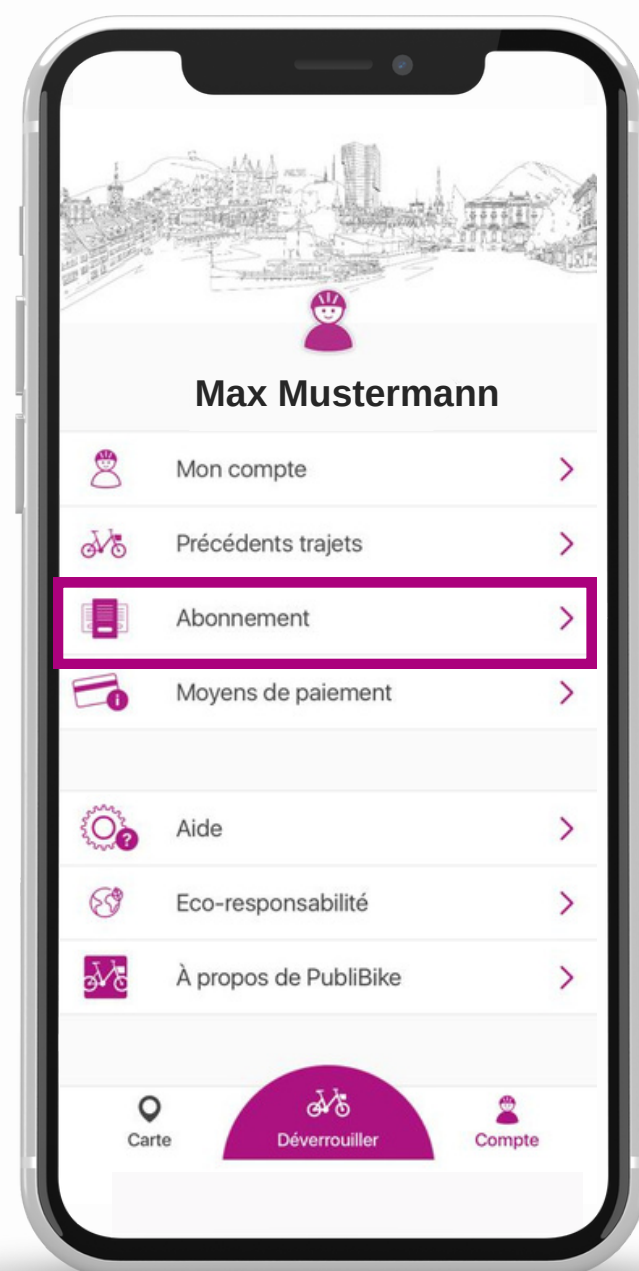 Max Mustermann
Mon compte
Précédents trajets
Abonnement
Moyens de paiement
Aide
Eco-responsabilité
À propos de PubliBike
Carte
Déverrouiller
Compte